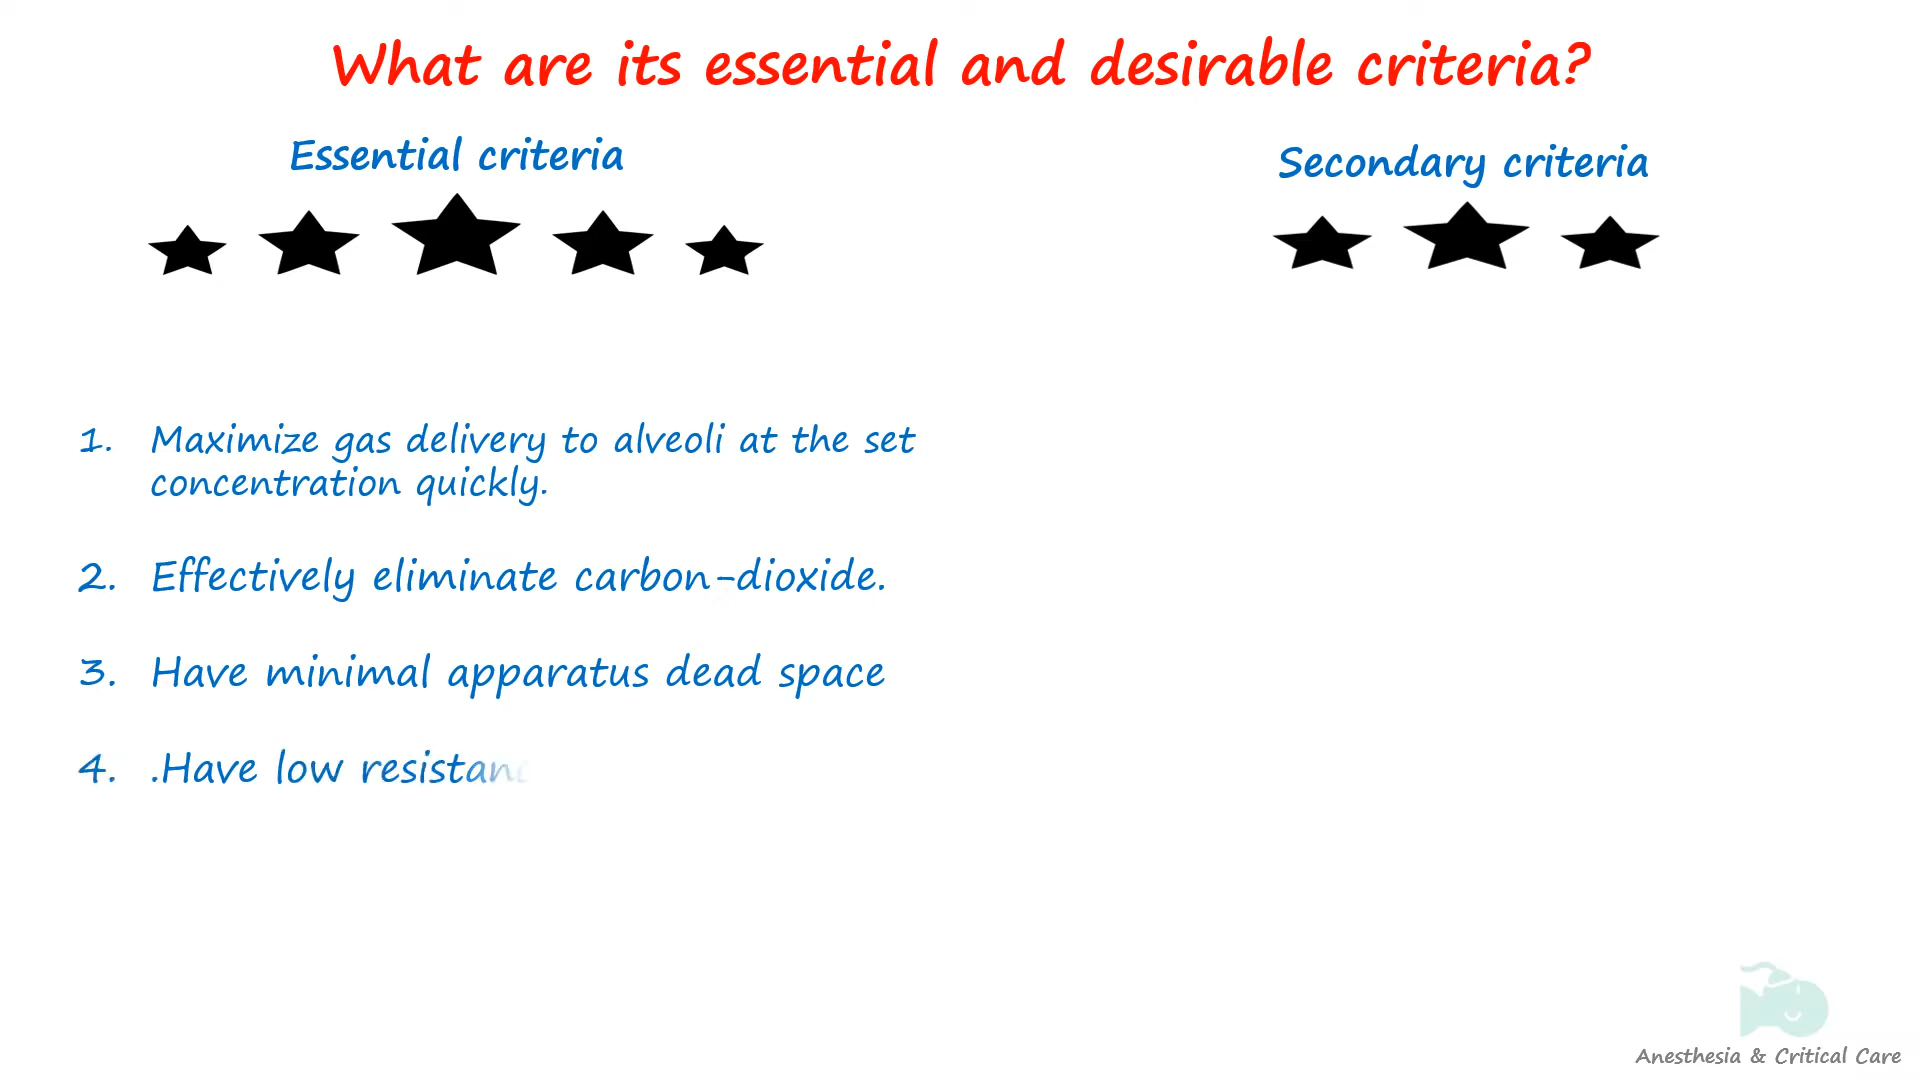 What are its essential and desirable criteria?
Essential criteria
Secondary criteria
1. Maximize gas delivery to alveoli at the set
concentration quickly.
2. Effectively eliminate carbon-dioxide.
3. Have minimal apparatus dead space
4. .Have low
Anesthesia & Critical Care